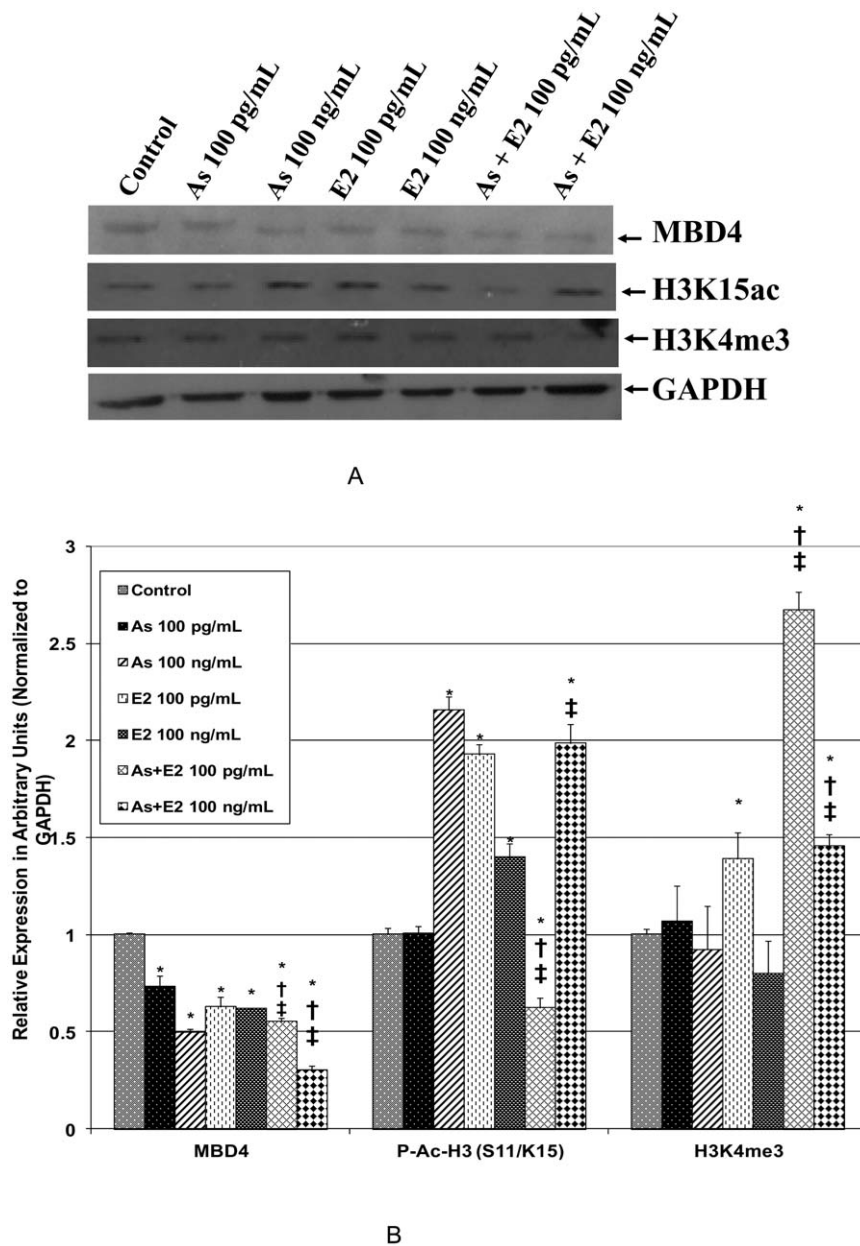 Control
As 100 pg/mL
As 100 ng/mL
E2 100 pg/mL
E2 100 ng/mL
As + E2 100 pg/mL
As + E2 100 ng/mL
MBD4
H3K15ac
H3K4me3
GAPDH
A
Relative Expression in Arbitrary Units (Normalized to
GAPDH)
3
2.5
2
1.5
1
0.5
0
Control
As 100 pg/mL
As 100 ng/mL
E2 100 pg/mL
E2 100 ng/mL
As+E2 100 pg/mL
As+E2 100 ng/mL
*
*
*
*
*
†
‡
*
†
‡
*
*
*
*
†
‡
*
‡
*
*
†
‡
*
†
‡
MBD4
P-Ac-H3 (S11/K15)
H3K4me3
B